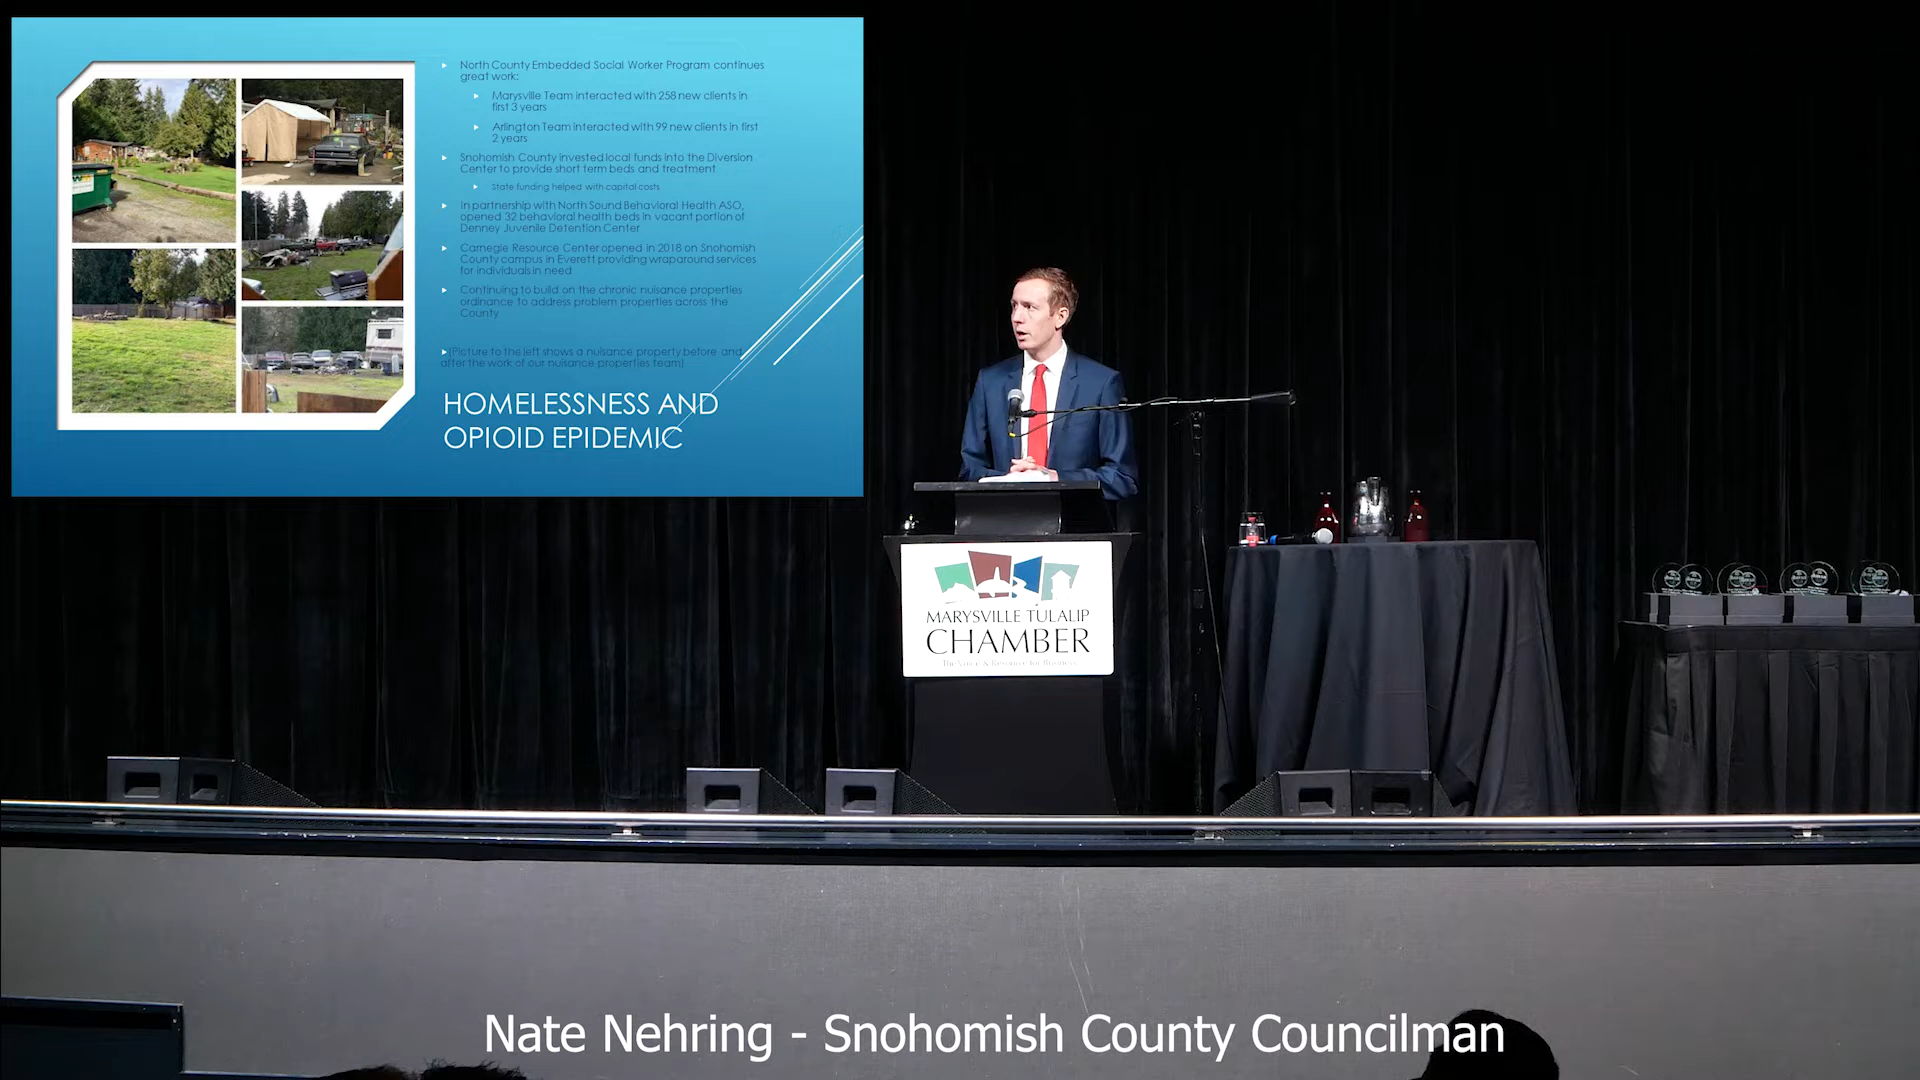 North County Embedded Social Worker Program continues
great work:
Marysville Team interacted with 258 new clients in
first 3 years
Arlington Team interacted with 99 new clients in first
2 years
Snohomish County invested local funds into the Diversion
Center to provide short term beds and treatment
State funding helped with capital costs
In partnership with North Sound Behavioral Health ASO,
opened 32 behavioral health beds in vacant portion of
Denney Juvenile Detention Center
Carnegie Resource Center opened in 2018 on Snohomish
County campus in Everett providing wraparound services
for individuals in need
Continuing to build on the chronic nuisance properties
ordinance to address problem properties across the
County
(Picture to the left shows a nuisance property before and
after the work of our nuisance properties team)
HOMELESSNESS AND
OPIOID EPIDEMIC
MARYSVILLE TULALIP
CHAMBER
The Voice & Resource for Business
Nate Nehring - Snohomish County Councilman